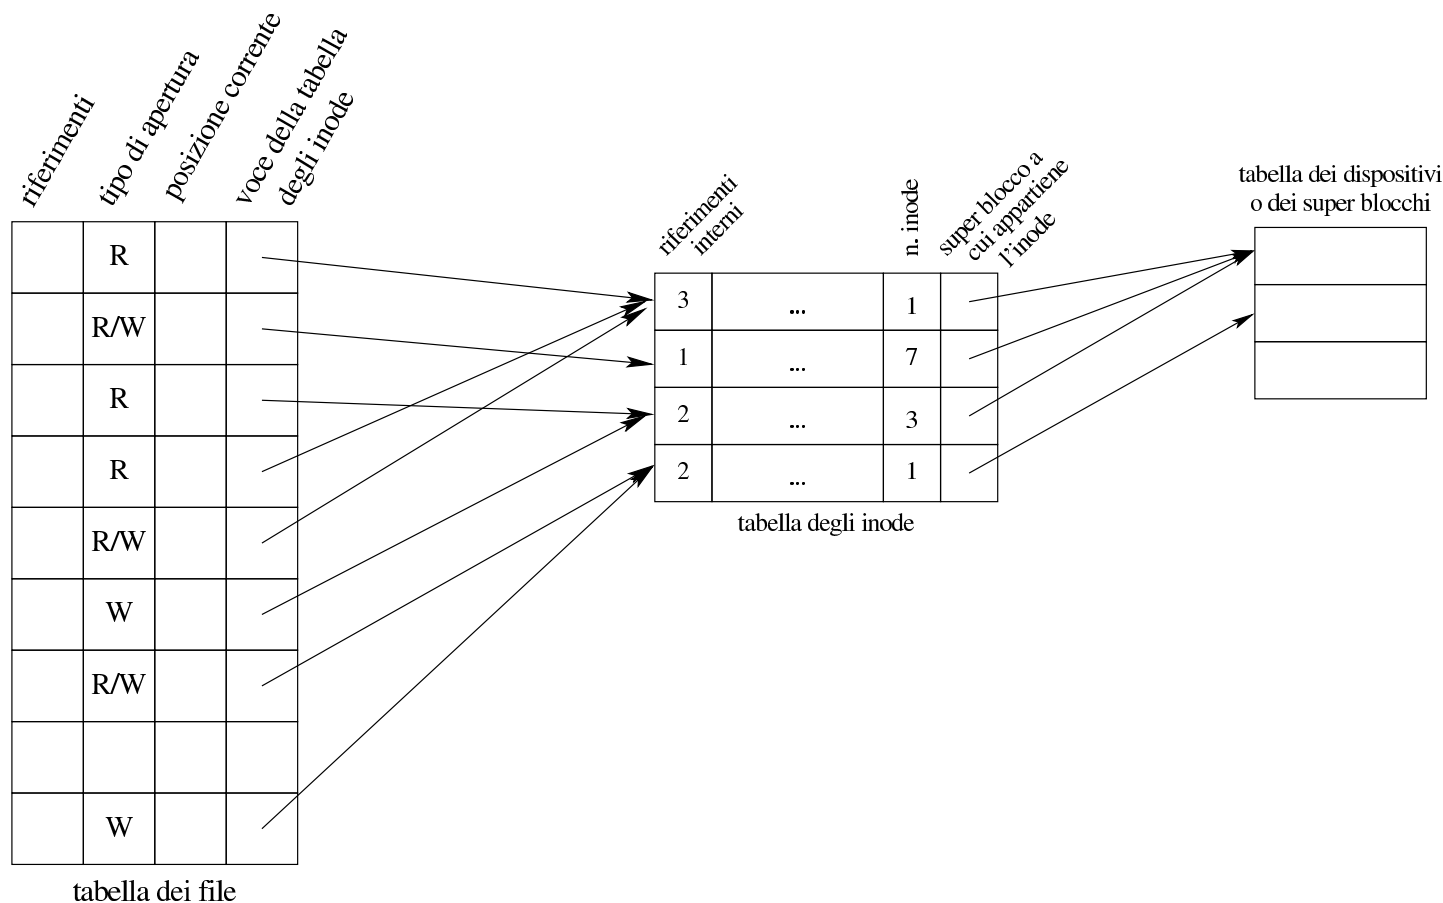 riferimenti
tipo di apertura
posizione corrente
voce della tabella
degli inode
R
R/W
R
R
R/W
W
R/W
W
tabella dei file
riferimenti
interni
n. inode
super blocco a
cui appartiene
l'inode
3 ... 1
1 ... 7
2 ... 3
2 ... 1
tabella degli inode
tabella dei dispositivi
o dei super blocchi